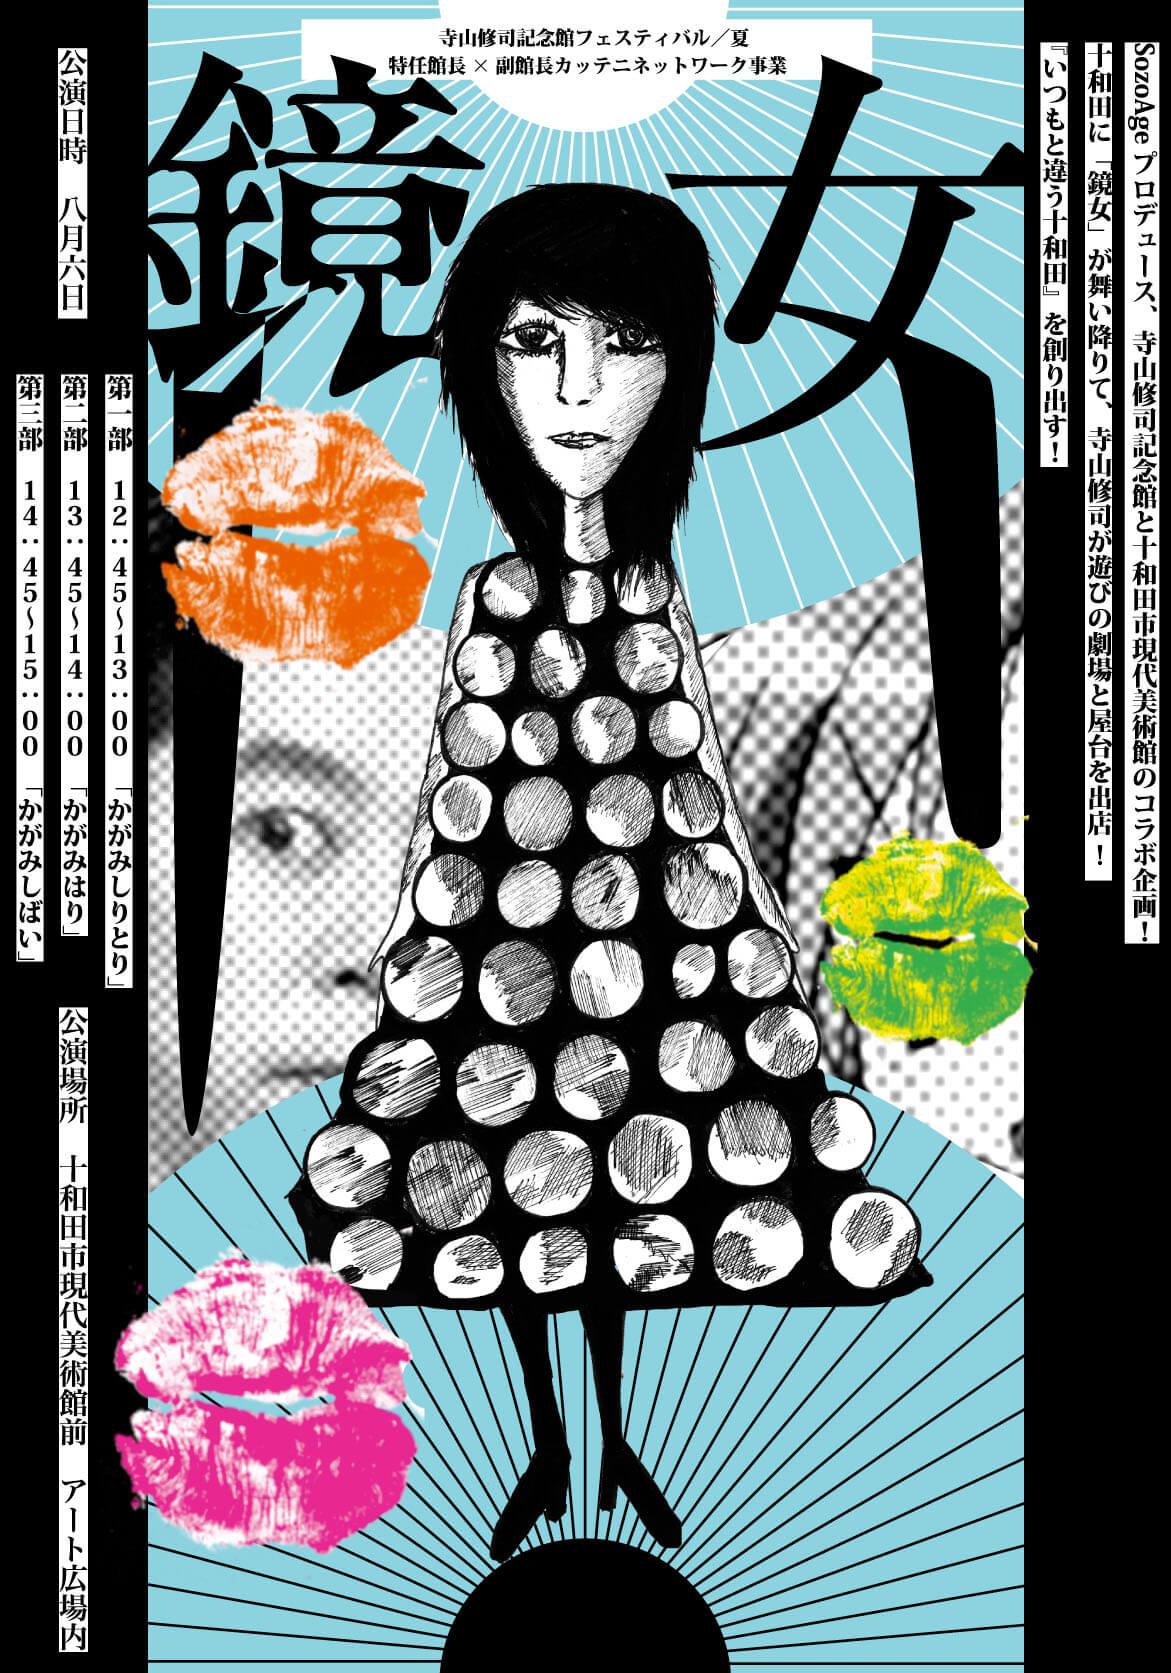 寺山修司記念館フェスティバル／夏
特任館長 × 副館長カッテニネットワーク事業
鏡女
SozoAge プロデュース、寺山修司記念館と十和田市現代美術館のコラボ企画！
十和田に「鏡女」が舞い降りて、寺山修司が遊びの劇場と屋台を出店！
『いつもと違う十和田』を創り出す！
公演日時　八月六日
第一部　１２：４５〜１３：００「かがみしりとり」
第二部　１３：４５〜１４：００「かがみはり」
第三部　１４：４５〜１５：００「かがみしばい」
公演場所　十和田市現代美術館前　アート広場内